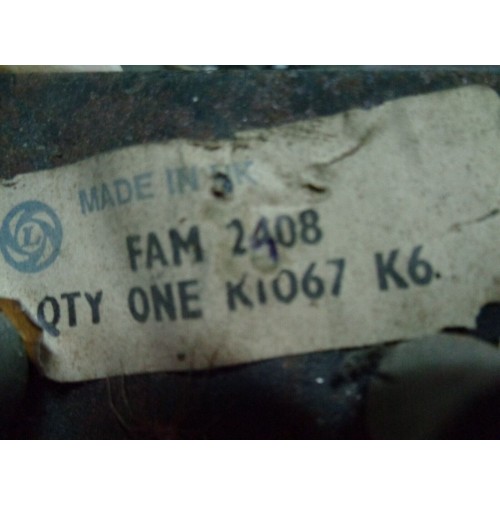 L
MADE IN UK
FAM 2408
QTY ONE K1067 K6.